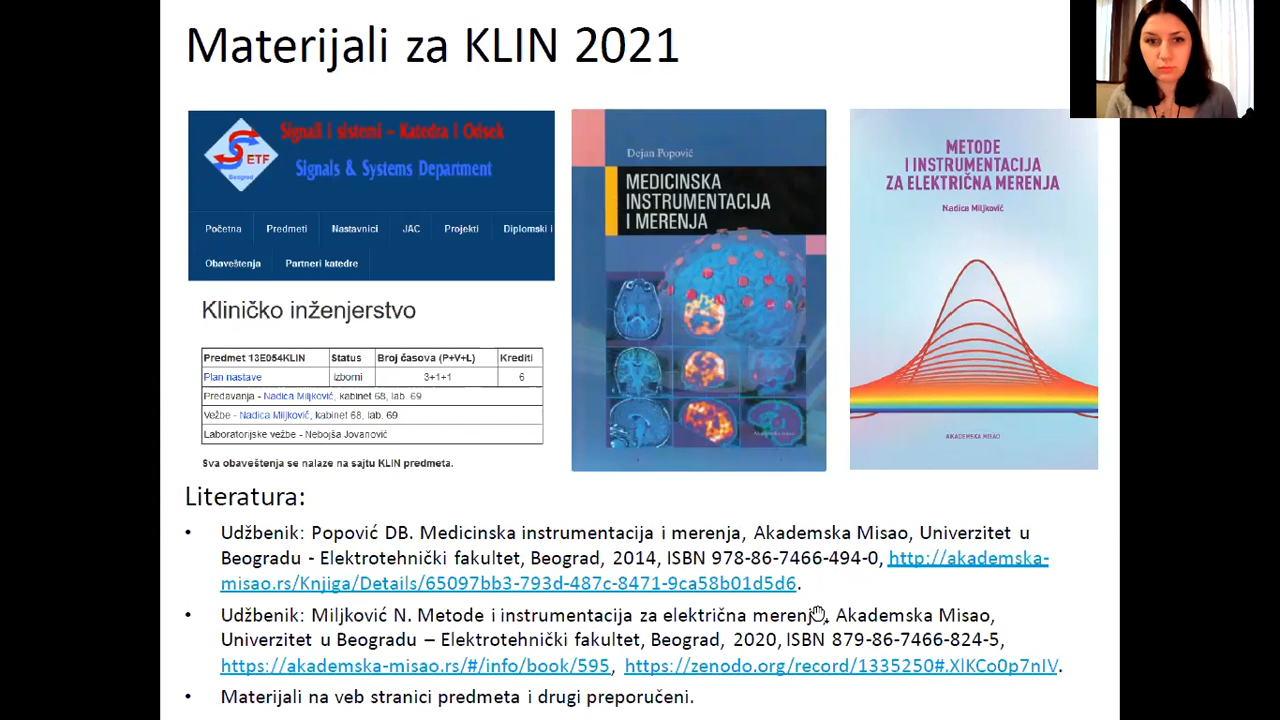 Materijali za KLIN 2021
Signali i sistemi – Katedra i Odsek
Signals & Systems Department
S
ETF
Beograd
Početna Predmeti Nastavnici JAC Projekti Diplomski i
Obaveštenja Partneri katedre
Kliničko inženjerstvo
Predmet 13E054KLIN Status Broj časova (P+V+L) Krediti
Plan nastave izborni 3+1+1 6
Predavanja - Nadica Miljković, kabinet 68, lab. 69
Vežbe - Nadica Miljković, kabinet 68, lab. 69
Laboratorijske vežbe - Nebojša Jovanović
Sva obaveštenja se nalaze na sajtu KLIN predmeta.
Dejan Popović
MEDICINSKA
INSTRUMENTACIJA
I MERENJA
Akademska misao
METODE
I INSTRUMENTACIJA
ZA ELEKTRIČNA MERENJA
Nadica Miljković
AKADEMSKA MISAO
Literatura:
• Udžbenik: Popović DB. Medicinska instrumentacija i merenja, Akademska Misao, Univerzitet u
Beogradu - Elektrotehnički fakultet, Beograd, 2014, ISBN 978-86-7466-494-0, http://akademska-
misao.rs/Knjiga/Details/65097bb3-793d-487c-8471-9ca58b01d5d6.
• Udžbenik: Miljković N. Metode i instrumentacija za električna merenja, Akademska Misao,
Univerzitet u Beogradu – Elektrotehnički fakultet, Beograd, 2020, ISBN 879-86-7466-824-5,
https://akademska-misao.rs/#/info/book/595, https://zenodo.org/record/1335250#.XlKCo0p7nIV.
• Materijali na veb stranici predmeta i drugi preporučeni.